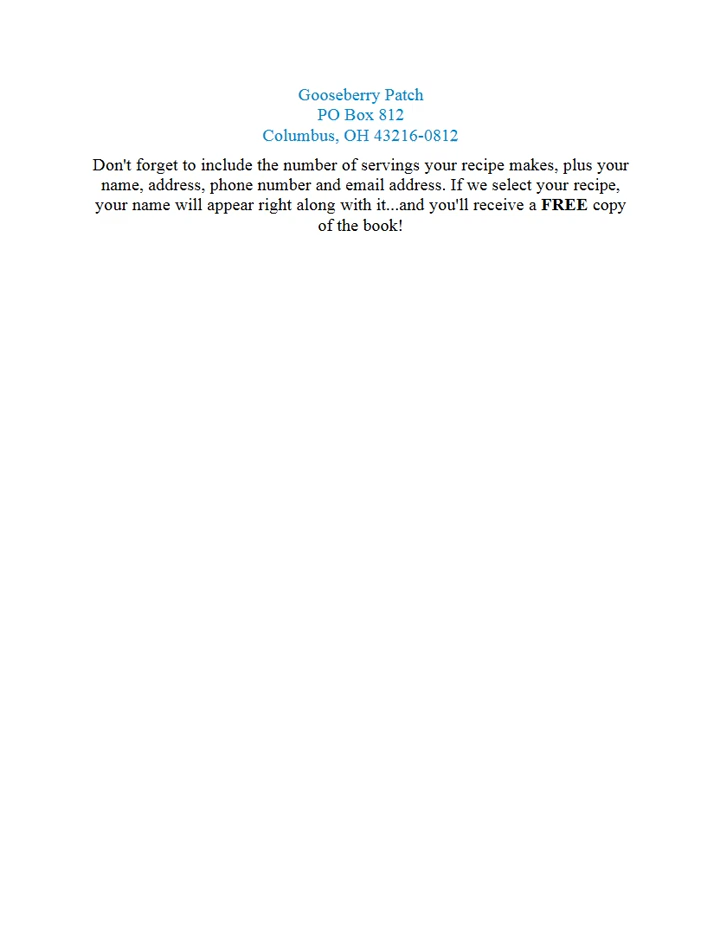 Gooseberry Patch
PO Box 812
Columbus, OH 43216-0812
Don't forget to include the number of servings your recipe makes, plus your
name, address, phone number and email address. If we select your recipe,
your name will appear right along with it...and you'll receive a FREE copy
of the book!